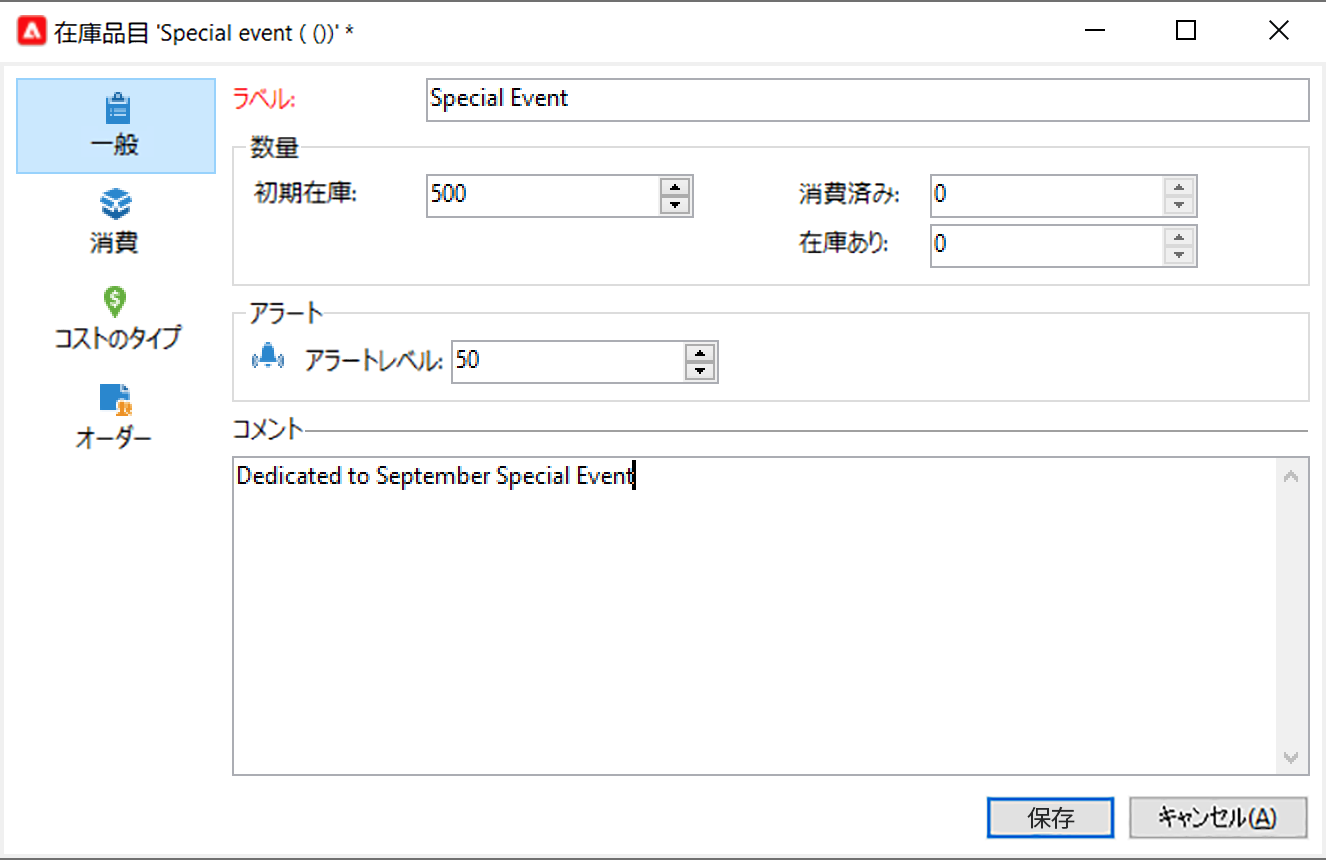 在庫品目 'Special event ( ())' *
一般
消費
コストのタイプ
オーダー
ラベル: Special Event
数量
初期在庫: 500 消費済み: 0
在庫あり: 0
アラート
アラートレベル: 50
コメント
Dedicated to September Special Event
保存 キャンセル(A)